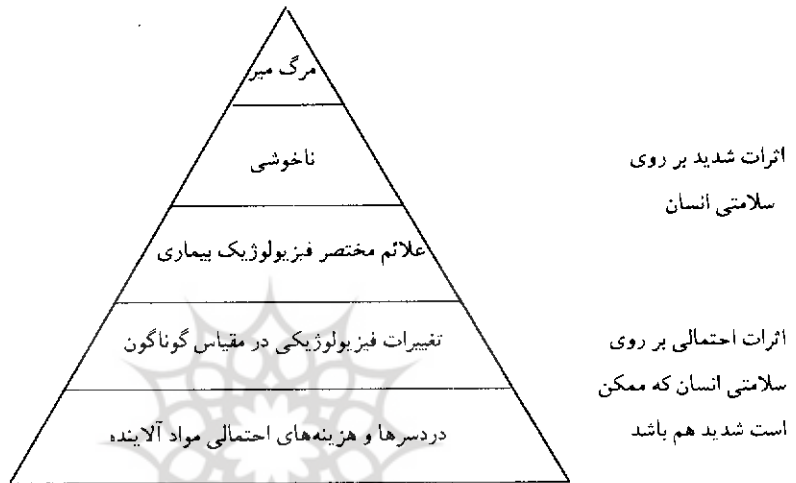 مرگ میر
ناخوشی
علائم مختصر فیزیولوژیک بیماری
تغییرات فیزیولوژیکی در مقیاس گوناگون
دردسرها و هزینه‌های احتمالی مواد آلاینده
اثرات شدید بر روی
سلامتی انسان
اثرات احتمالی بر روی
سلامتی انسان که ممکن
است شدید هم باشد